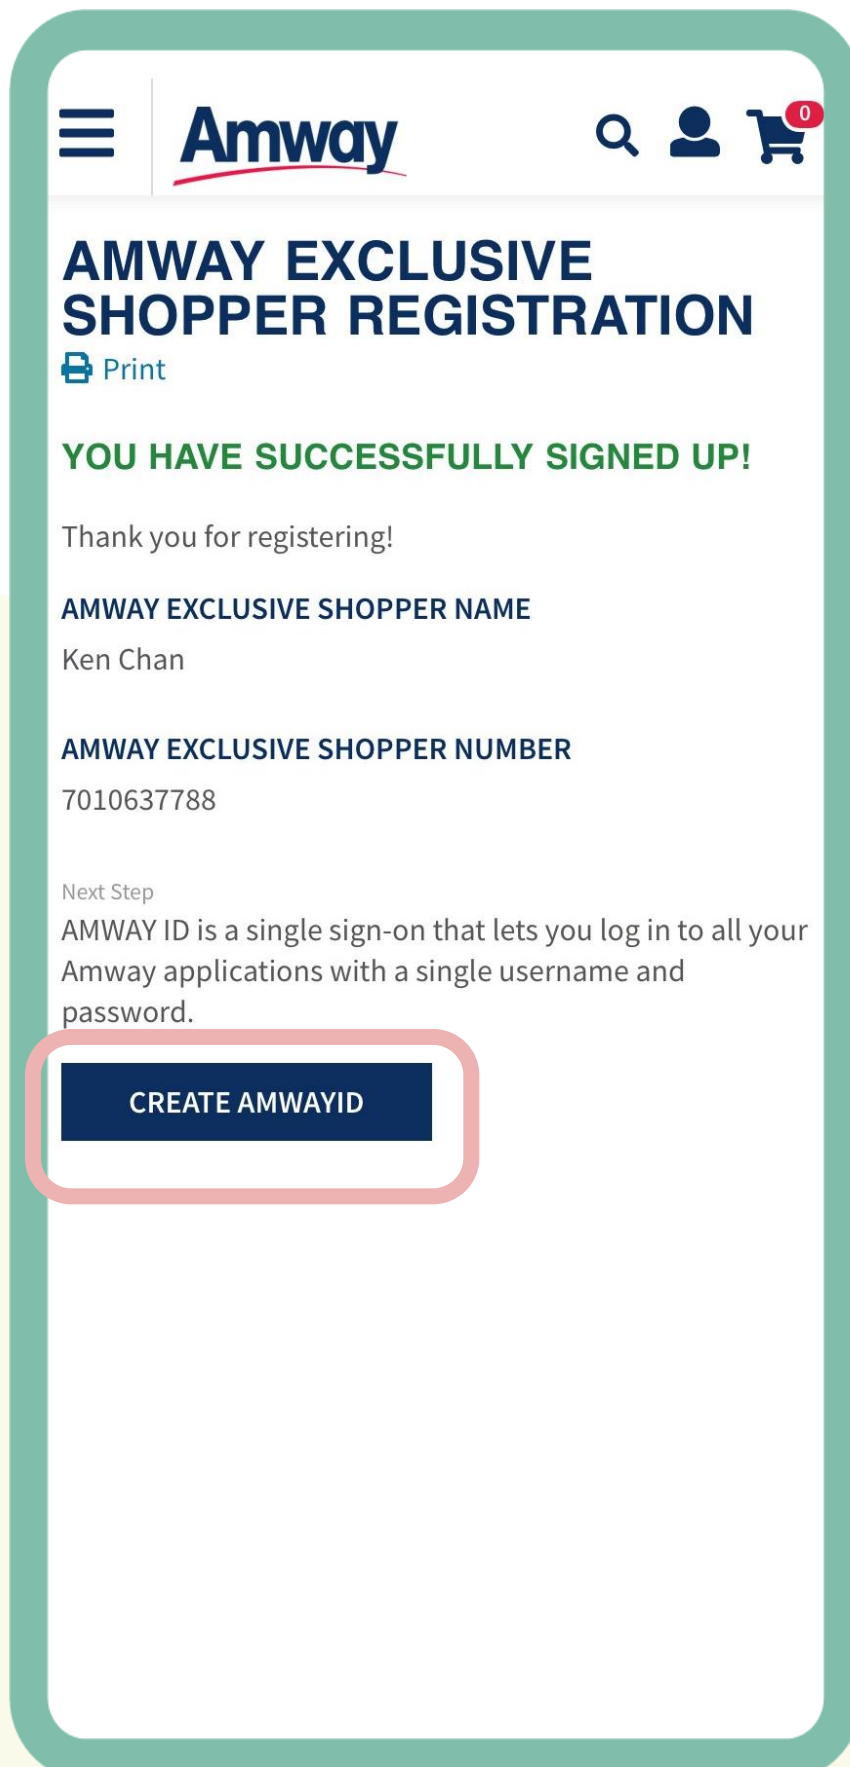 Amway
0
AMWAY EXCLUSIVE
SHOPPER REGISTRATION
Print
YOU HAVE SUCCESSFULLY SIGNED UP!
Thank you for registering!
AMWAY EXCLUSIVE SHOPPER NAME
Ken Chan
AMWAY EXCLUSIVE SHOPPER NUMBER
7010637788
Next Step
AMWAY ID is a single sign-on that lets you log in to all your
Amway applications with a single username and
password.
CREATE AMWAYID